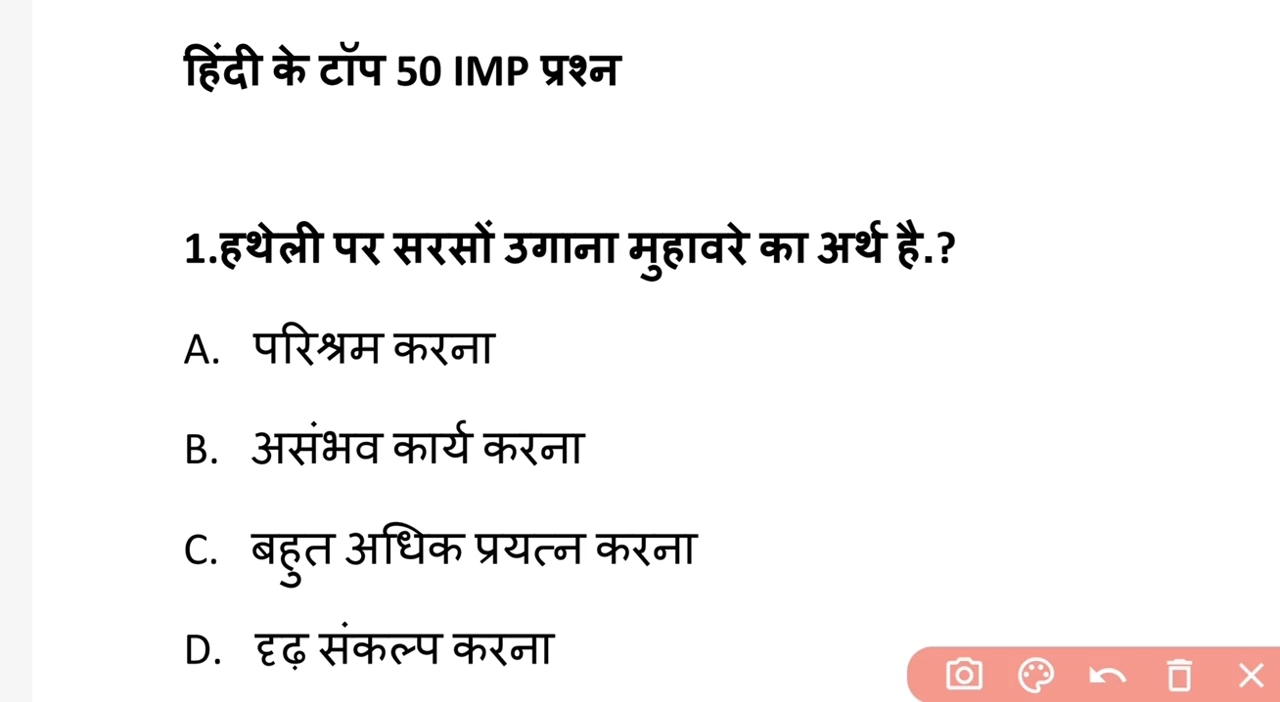 हिंदी के टॉप 50 IMP प्रश्न
1.हथेली पर सरसों उगाना मुहावरे का अर्थ है.?
A. परिश्रम करना
B. असंभव कार्य करना
C. बहुत अधिक प्रयत्न करना
D. दृढ़ संकल्प करना